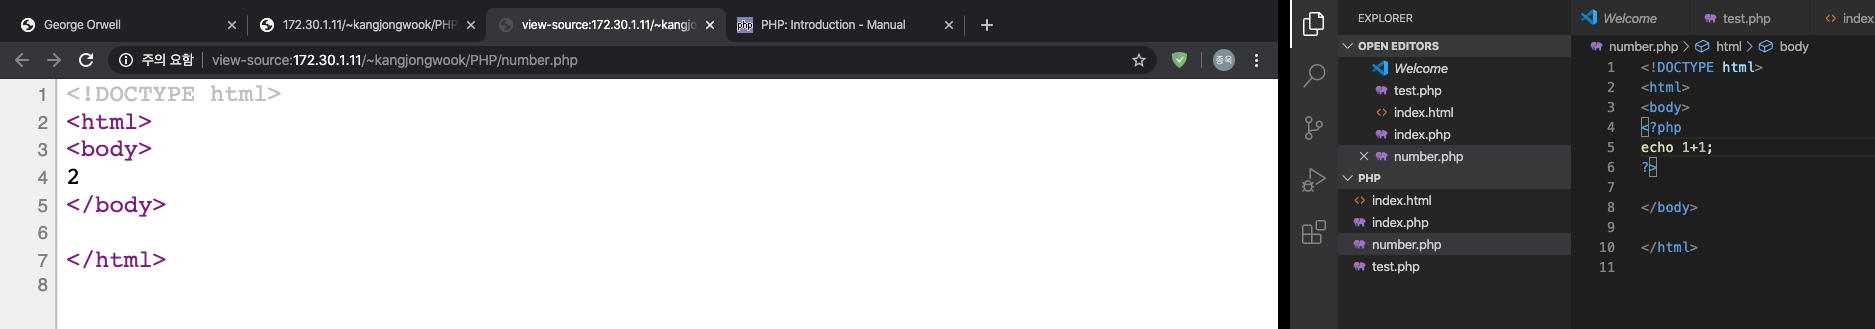 George Orwell
172.30.1.11/~kangjongwook/PHP
view-source:172.30.1.11/~kangjo
php PHP: Introduction - Manual
주의 요함 view-source:172.30.1.11/~kangjongwook/PHP/number.php
종욱
1 <!DOCTYPE html>
2 <html>
3 <body>
4 2
5 </body>
6
7 </html>
8
EXPLORER
OPEN EDITORS
Welcome
test.php
index.html
index.php
number.php
PHP
index.html
index.php
number.php
test.php
Welcome test.php index
number.php > html > body
1 <!DOCTYPE html>
2 <html>
3 <body>
4 <?php
5 echo 1+1;
6 ?>
7
8 </body>
9
10 </html>
11